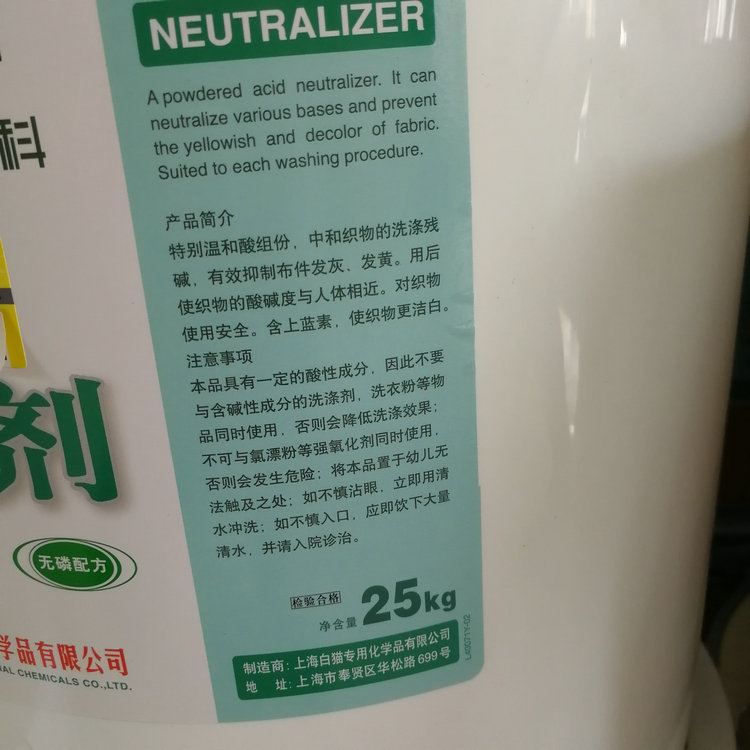 NEUTRALIZER
A powdered acid neutralizer. It can
neutralize various bases and prevent
the yellowish and decolor of fabric.
Suited to each washing procedure.
科
产品简介
特别温和酸组份，中和织物的洗涤残
碱，有效抑制布件发灰、发黄。用后
使织物的酸碱度与人体相近。对织物
使用安全。含上蓝素，使织物更洁白。
注意事项
本品具有一定的酸性成分，因此不要
与含碱性成分的洗涤剂，洗衣粉等物
品同时使用，否则会降低洗涤效果；
不可与氯漂粉等强氧化剂同时使用，
否则会发生危险；将本品置于幼儿无
法触及之处；如不慎沾眼，立即用清
水冲洗；如不慎入口，应即饮下大量
清水，并请入院诊治。
剂
无磷配方
检验合格
净含量 25kg
L40071Y-02
学品有限公司
AL CHEMICALS CO.,LTD.
制造商：上海白猫专用化学品有限公司
地 址：上海市奉贤区华松路699号